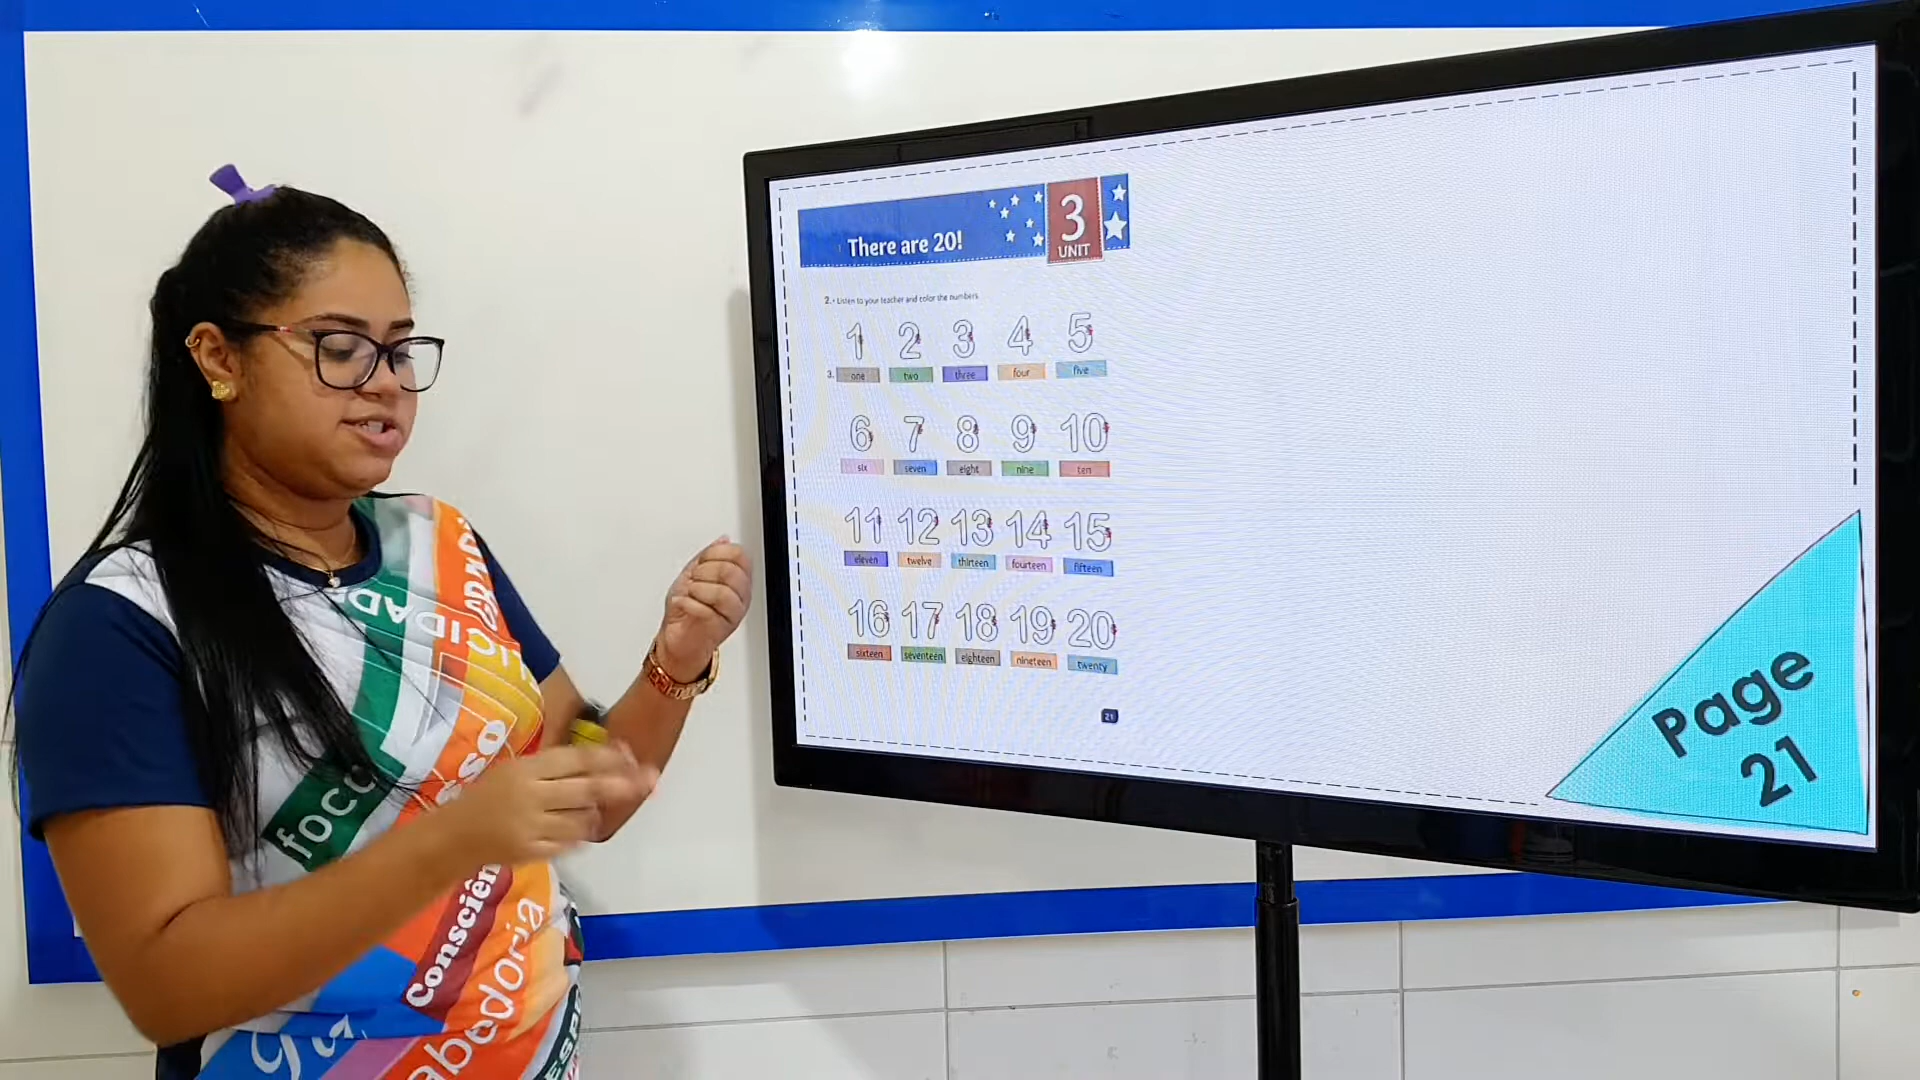 There are 20!
3
UNIT
2. • Listen to your teacher and color the numbers
1 2 3 4 5
3. one two three four five
6 7 8 9 10
six seven eight nine ten
11 12 13 14 15
eleven twelve thirteen fourteen fifteen
16 17 18 19 20
sixteen seventeen eighteen nineteen twenty
21
Page
21
foco
Consciên
abedoria